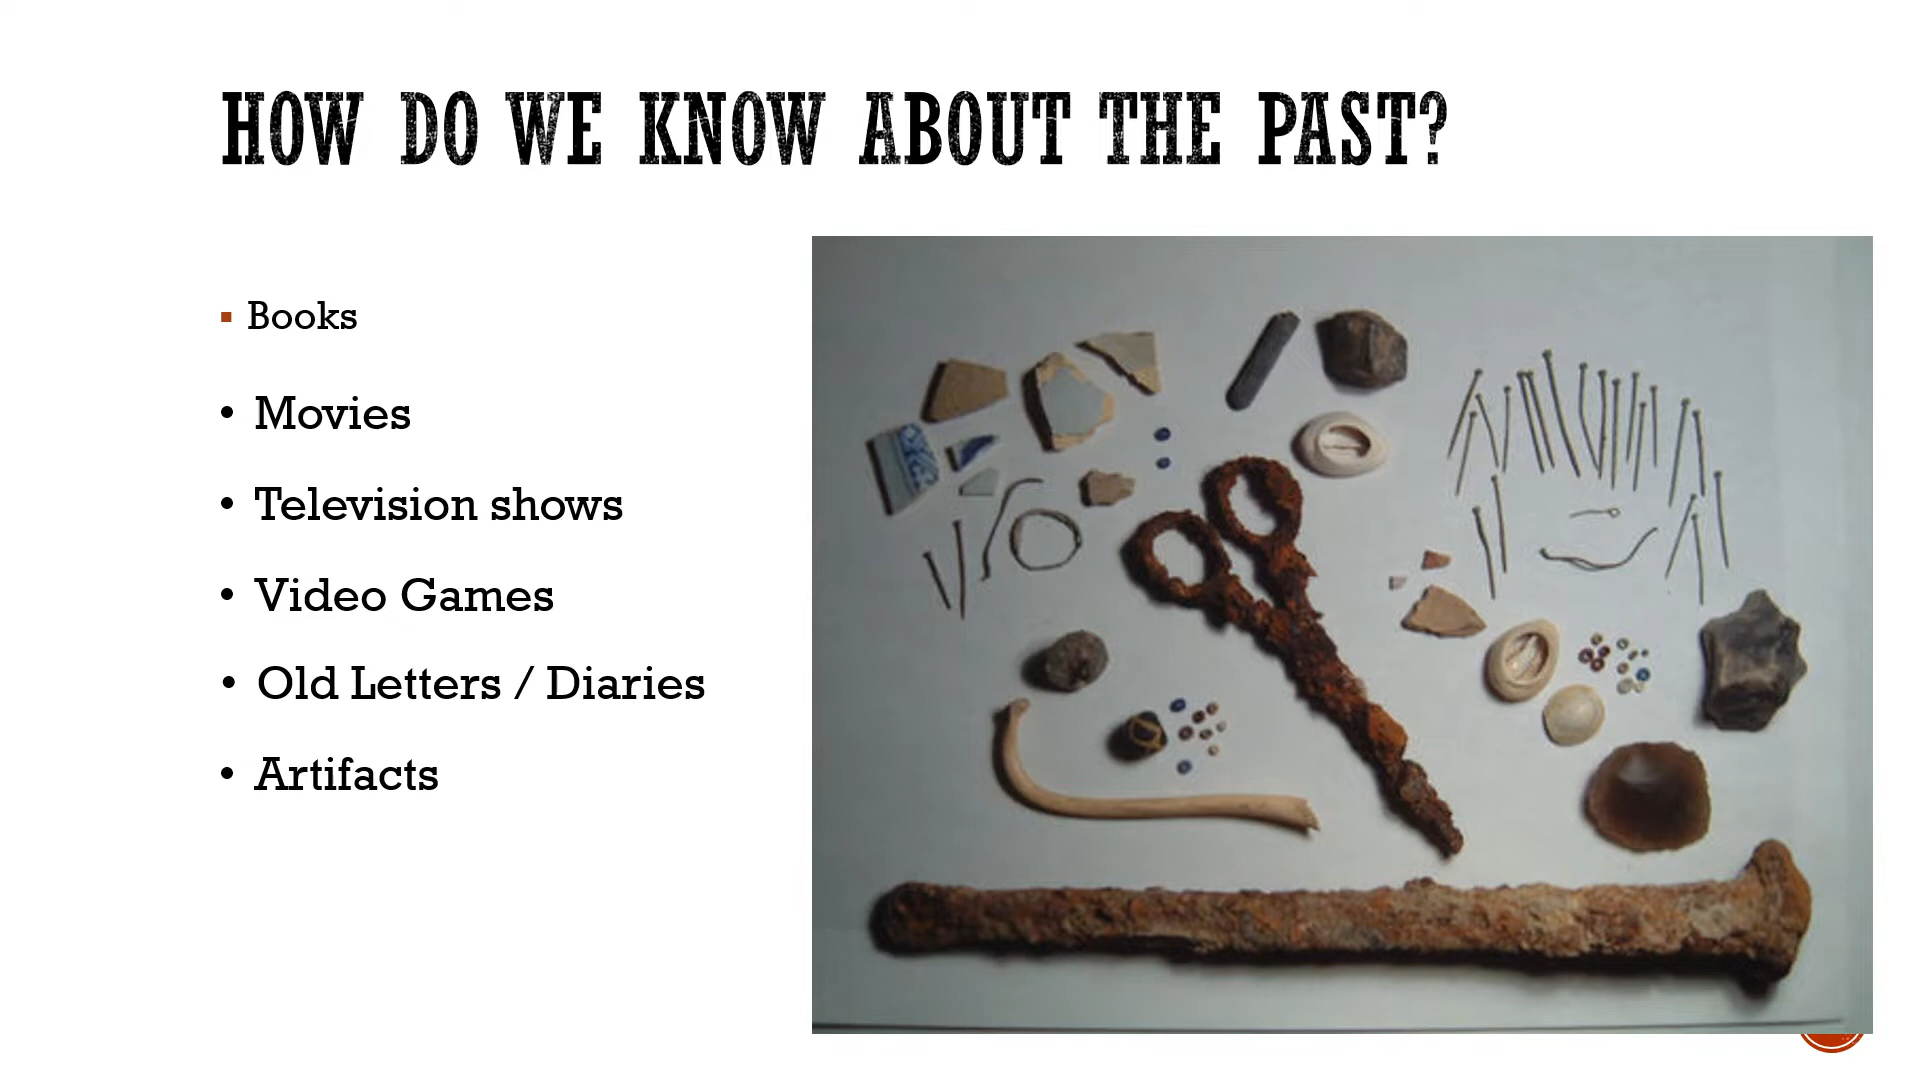 HOW DO WE KNOW ABOUT THE PAST?
▪ Books
• Movies
• Television shows
• Video Games
• Old Letters / Diaries
• Artifacts